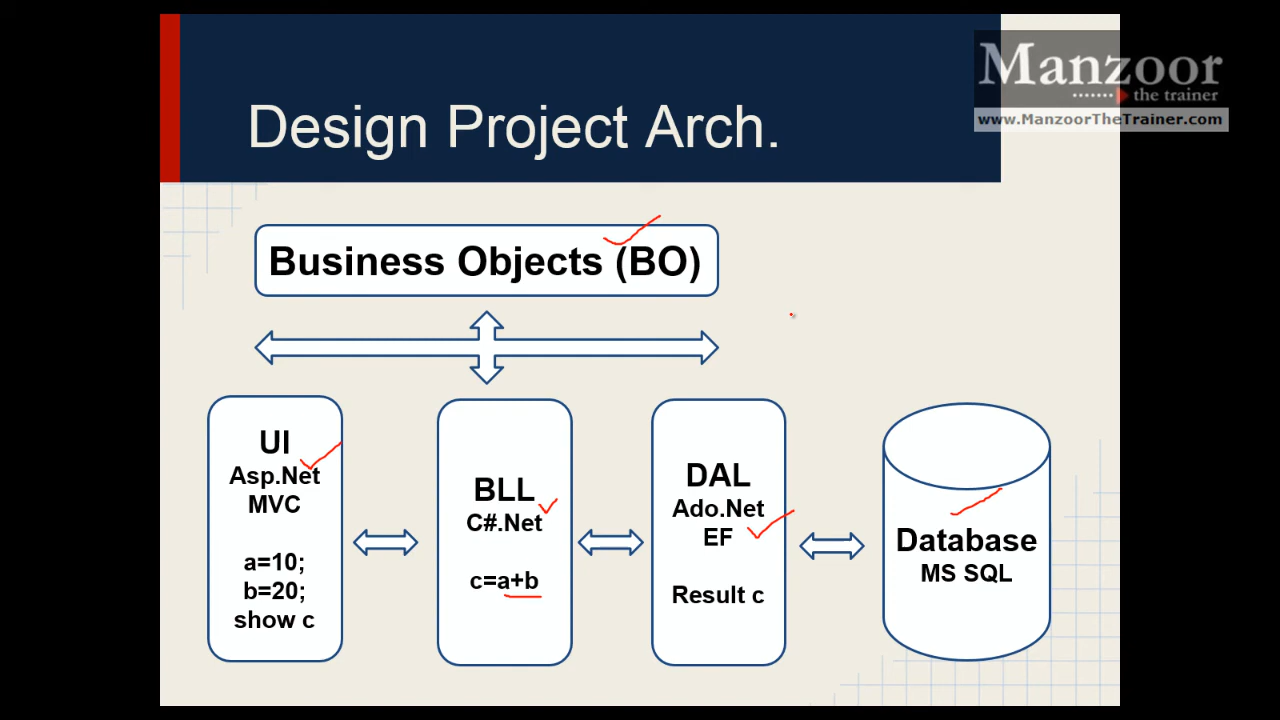 Manzoor
the trainer
www.ManzoorTheTrainer.com
Design Project Arch.
Business Objects (BO)
UI
Asp.Net
MVC
a=10;
b=20;
show c
BLL
C#.Net
c=a+b
DAL
Ado.Net
EF
Result c
Database
MS SQL